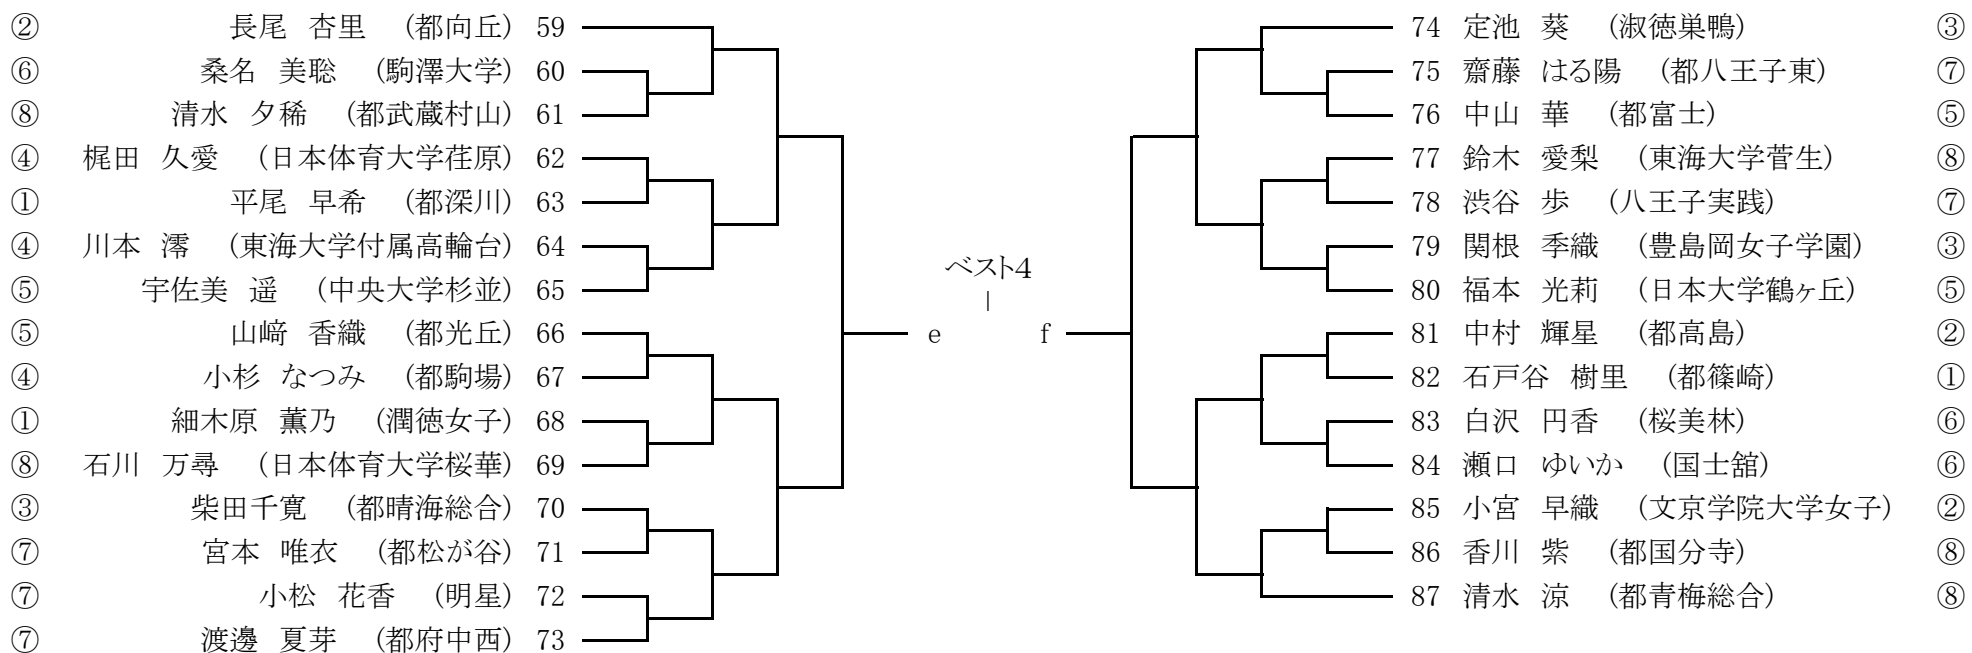 ② 長尾 杏里 (都向丘) 59
⑥ 桑名 美聡 (駒澤大学) 60
⑧ 清水 夕稀 (都武蔵村山) 61
④ 梶田 久愛 (日本体育大学荏原) 62
① 平尾 早希 (都深川) 63
④ 川本 澪 (東海大学付属高輪台) 64
⑤ 宇佐美 遥 (中央大学杉並) 65
⑤ 山﨑 香織 (都光丘) 66
④ 小杉 なつみ (都駒場) 67
① 細木原 薫乃 (潤徳女子) 68
⑧ 石川 万尋 (日本体育大学桜華) 69
③ 柴田千寛 (都晴海総合) 70
⑦ 宮本 唯衣 (都松が谷) 71
⑦ 小松 花香 (明星) 72
⑦ 渡邊 夏芽 (都府中西) 73
ベスト4
|
e f
74 定池 葵 (淑徳巣鴨) ③
75 齋藤 はる陽 (都八王子東) ⑦
76 中山 華 (都富士) ⑤
77 鈴木 愛梨 (東海大学菅生) ⑧
78 渋谷 歩 (八王子実践) ⑦
79 関根 季織 (豊島岡女子学園) ③
80 福本 光莉 (日本大学鶴ヶ丘) ⑤
81 中村 輝星 (都高島) ②
82 石戸谷 樹里 (都篠崎) ①
83 白沢 円香 (桜美林) ⑥
84 瀬口 ゆいか (国士舘) ⑥
85 小宮 早織 (文京学院大学女子) ②
86 香川 紫 (都国分寺) ⑧
87 清水 涼 (都青梅総合) ⑧